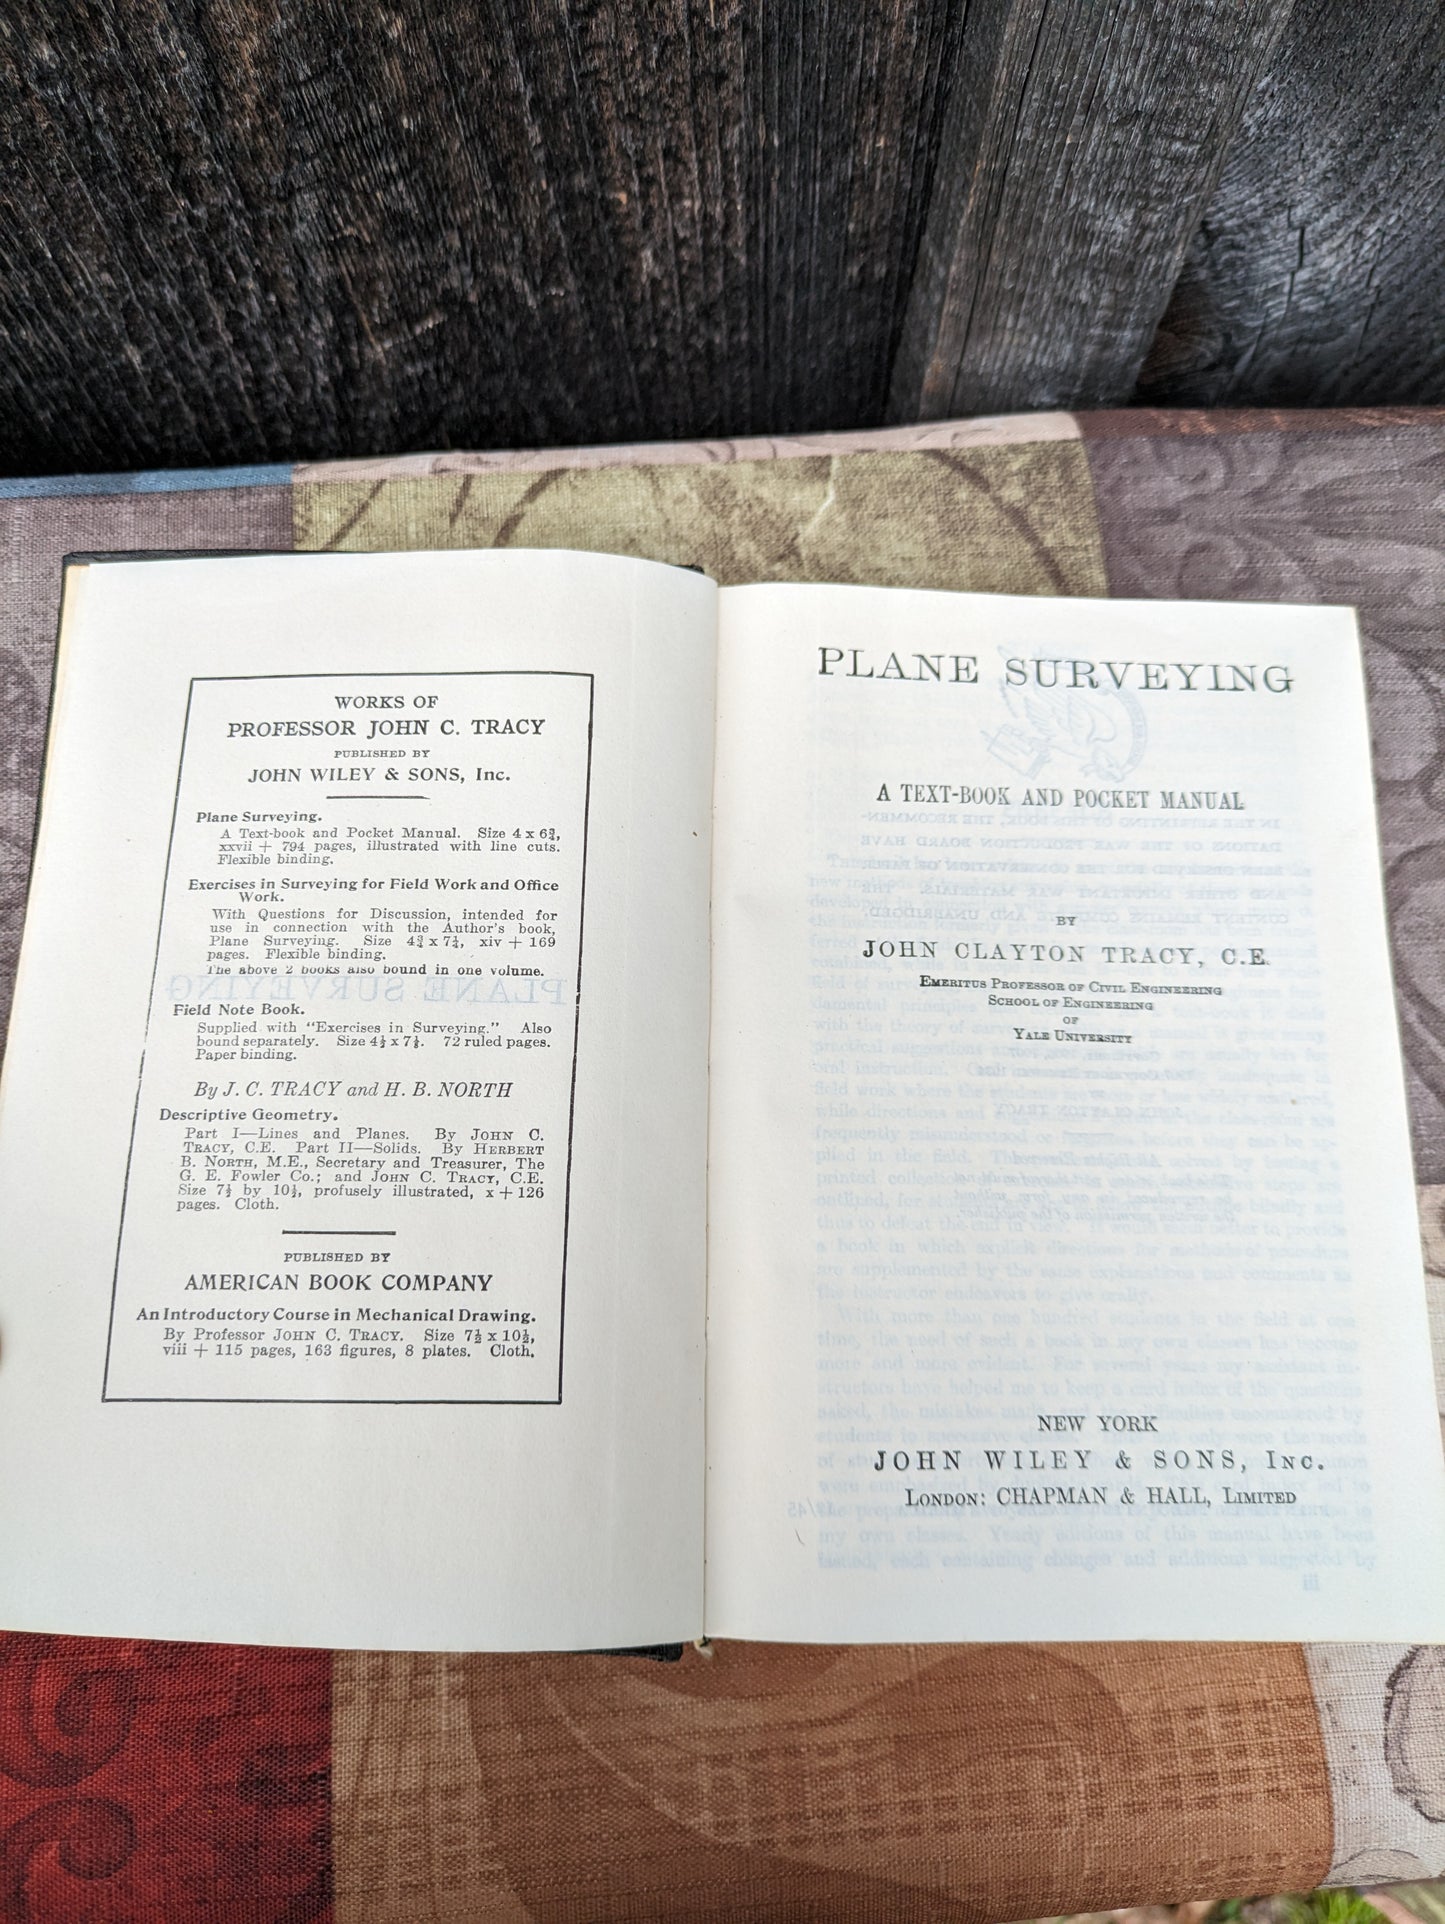 WORKS OF
PROFESSOR JOHN C. TRACY
PUBLISHED BY
JOHN WILEY & SONS, Inc.
Plane Surveying.
A Text-book and Pocket Manual. Size 4 x 6¾,
xxvii + 794 pages, illustrated with line cuts.
Flexible binding.
Exercises in Surveying for Field Work and Office
Work.
With Questions for Discussion, intended for
use in connection with the Author's book,
Plane Surveying. Size 4¾ x 7¼, xiv + 169
pages. Flexible binding.
The above 2 books also bound in one volume.
Field Note Book.
Supplied with "Exercises in Surveying." Also
bound separately. Size 72 ruled pages.
Paper binding.
By J. C. TRACY and H. B. NORTH
Descriptive Geometry.
Part I—Lines and Planes. By JOHN C.
TRACY, C.E. Part II—Solids. By HERBERT
B. NORTH, M.E., Secretary and Treasurer, The
G. E. Fowler Co.; and JOHN C. TRACY, C.E.
Size 7½ by 10½, profusely illustrated, x + 126
pages. Cloth.
PUBLISHED BY
AMERICAN BOOK COMPANY
An Introductory Course in Mechanical Drawing.
By Professor JOHN C. TRACY. Size 7½ x 10½,
viii + 115 pages, 163 figures, 8 plates. Cloth.
PLANE SURVEYING
A TEXT-BOOK AND POCKET MANUAL
BY
JOHN CLAYTON TRACY, C.E.
EMERITUS PROFESSOR OF CIVIL ENGINEERING
SCHOOL OF ENGINEERING
OF
YALE UNIVERSITY
NEW YORK
JOHN WILEY & SONS, INC.
LONDON: CHAPMAN & HALL, LIMITED